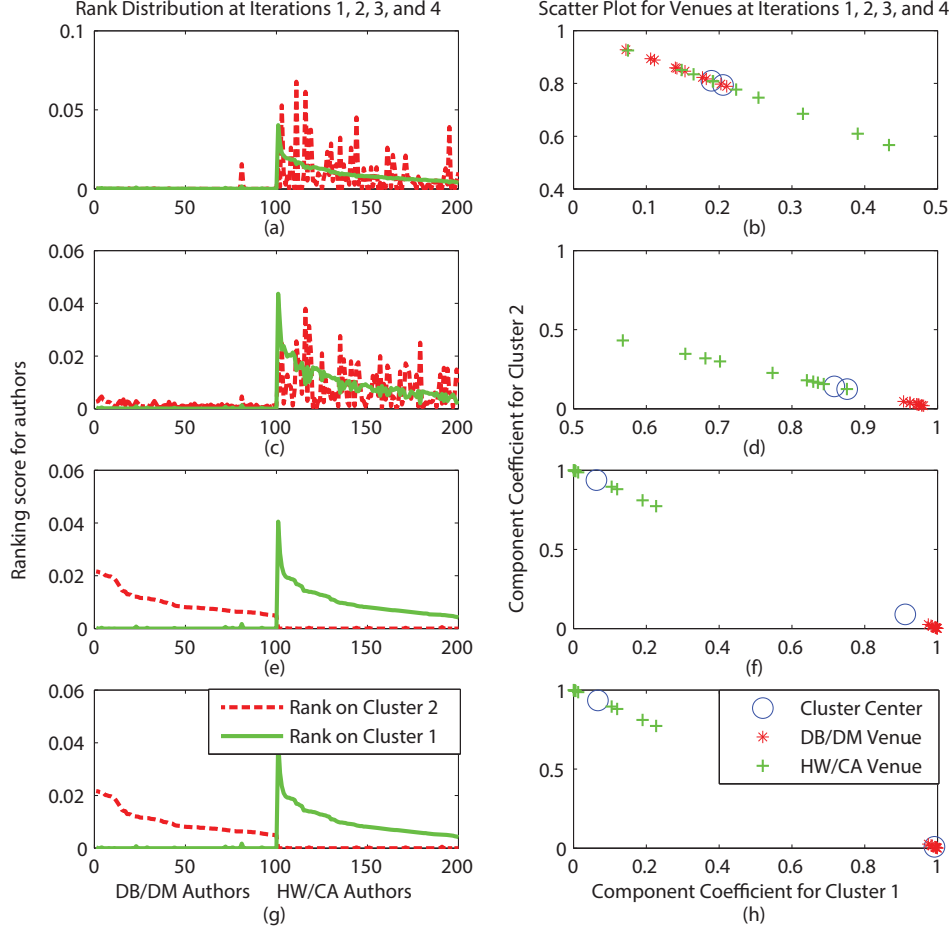 Rank Distribution at Iterations 1, 2, 3, and 4
Scatter Plot for Venues at Iterations 1, 2, 3, and 4
Ranking score for authors
0.1
0.05
0
0 50 100 150 200
(a)
1
0.8
0.6
0.4
0 0.1 0.2 0.3 0.4 0.5
(b)
0.06
0.04
0.02
0
0 50 100 150 200
(c)
Component Coefficient for Cluster 2
1
0.5
0
0.5 0.6 0.7 0.8 0.9 1
(d)
0.06
0.04
0.02
0
0 50 100 150 200
(e)
1
0.5
0
0 0.2 0.4 0.6 0.8 1
(f)
0.06
0.04
0.02
0
Rank on Cluster 2
Rank on Cluster 1
0 50 100 150 200
DB/DM Authors HW/CA Authors
(g)
1
0.5
0
Cluster Center
DB/DM Venue
HW/CA Venue
0 0.2 0.4 0.6 0.8 1
Component Coefficient for Cluster 1
(h)